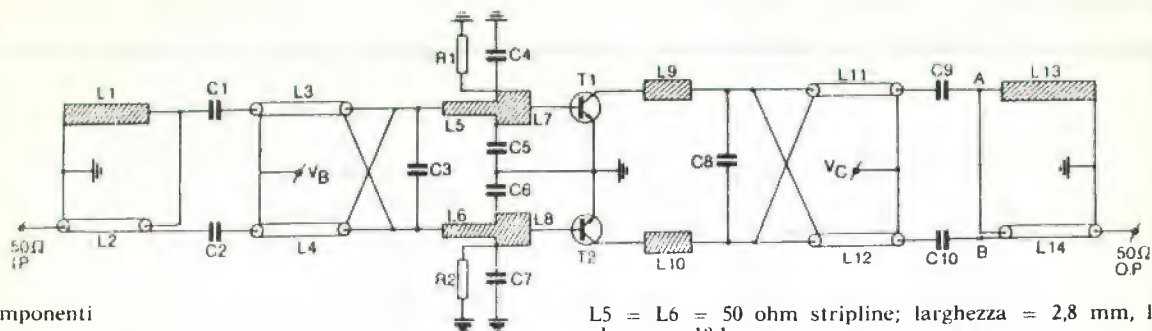 R1
C4
L1
C1
L3
T1
L9
L11
C9
A
L13
L5
L7
VB
C3
C5
C6
C8
VC
L6
L8
L2
C2
L4
T2
L10
L12
C10
B
L14
50Ω
I.P
R2
C7
50Ω
O.P
mponenti
L5 = L6 = 50 ohm stripline; larghezza = 2,8 mm, l